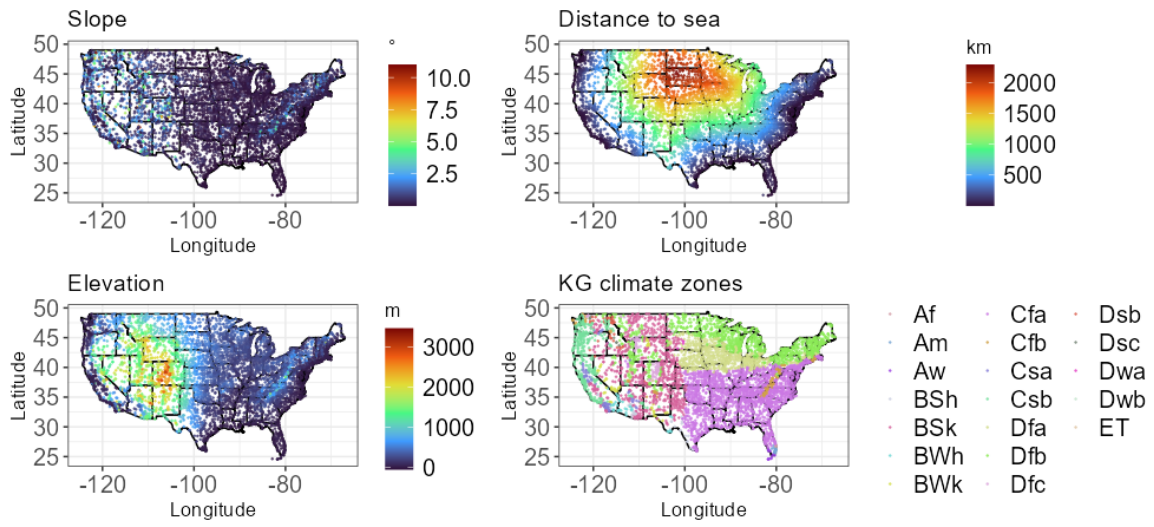 Slope
Distance to sea
50
45
40
35
30
25
Latitude
-120
-100
-80
Longitude
°
10.0
7.5
5.0
2.5
50
45
40
35
30
25
Latitude
-120
-100
-80
Longitude
km
2000
1500
1000
500
Elevation
KG climate zones
50
45
40
35
30
25
Latitude
-120
-100
-80
Longitude
m
3000
2000
1000
0
50
45
40
35
30
25
Latitude
-120
-100
-80
Longitude
Af
Am
Aw
BSh
BSk
BWh
BWk
Cfa
Cfb
Csa
Csb
Dfa
Dfb
Dfc
Dsb
Dsc
Dwa
Dwb
ET